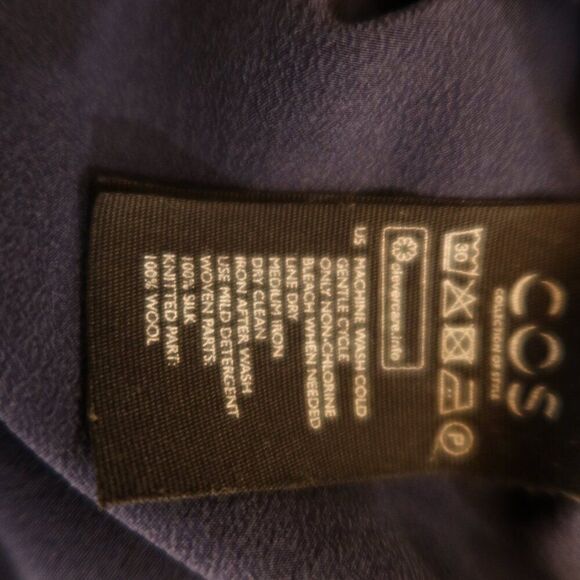 COS
COLLECTION OF STYLE
30
P
clevercare.info
US MACHINE WASH COLD
GENTLE CYCLE
ONLY NON-CHLORINE
BLEACH WHEN NEEDED
LINE DRY
MEDIUM IRON
DRY CLEAN
IRON AFTER WASH
USE MILD DETERGENT
WOVEN PARTS:
100% SILK
KNITTED PART:
100% WOOL